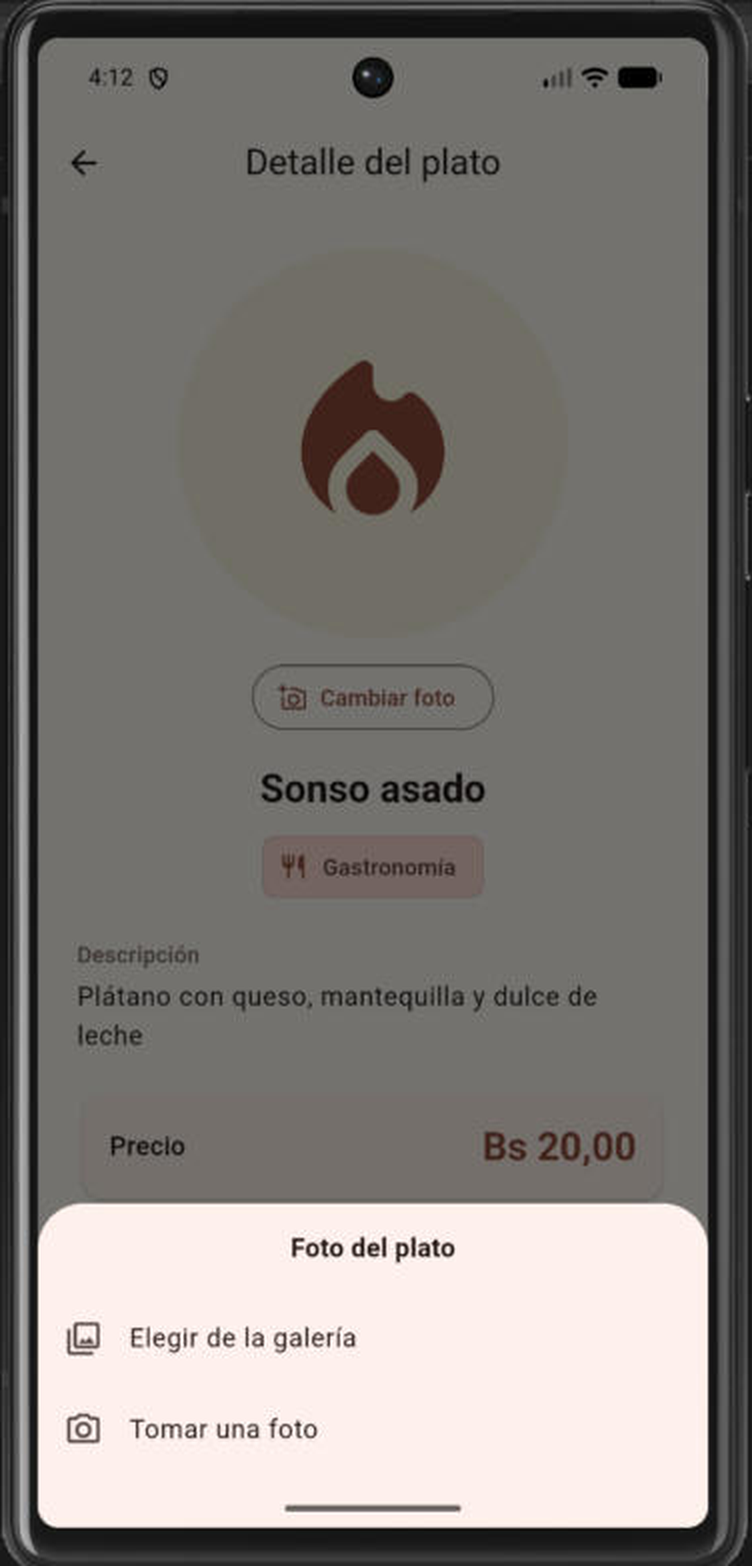 4:12
Detalle del plato
Cambiar foto
Sonso asado
Gastronomía
Descripción
Plátano con queso, mantequilla y dulce de
leche
Precio Bs 20,00
Foto del plato
Elegir de la galería
Tomar una foto